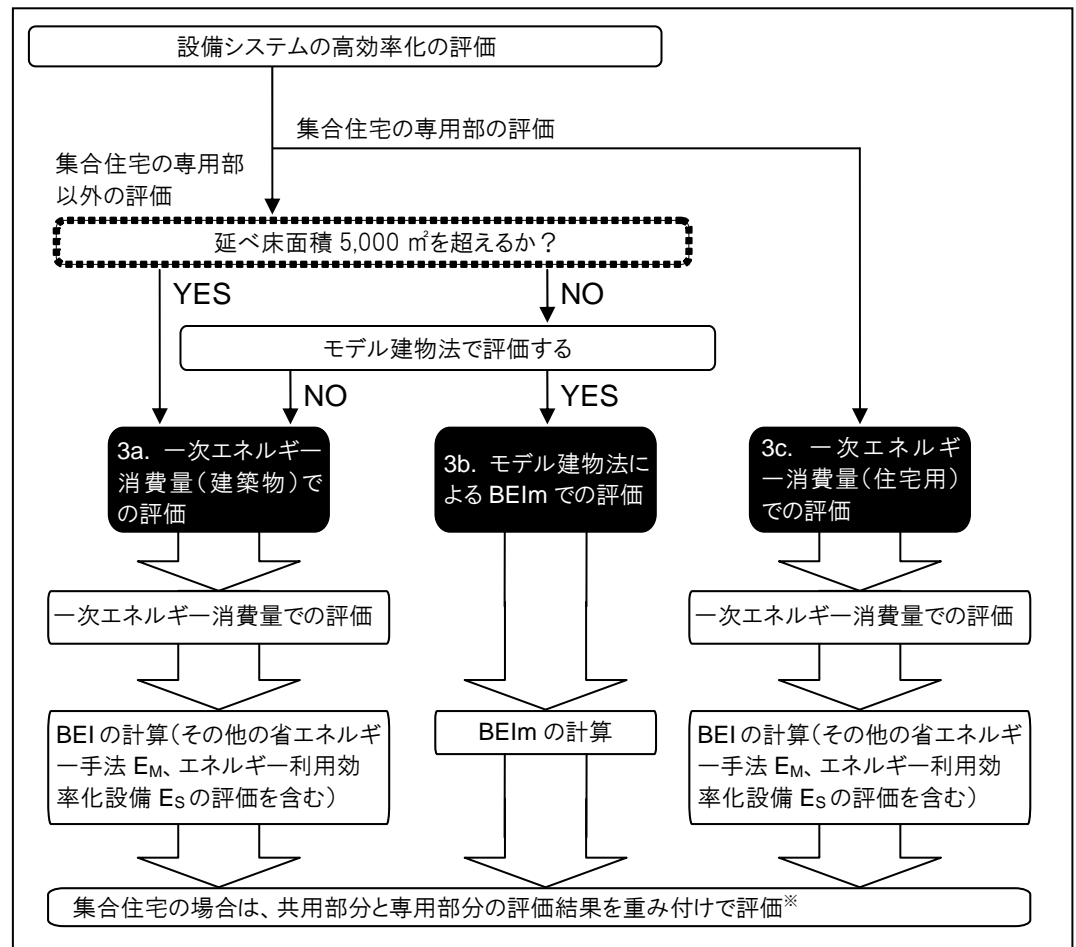 設備システムの高効率化の評価
集合住宅の専用部の評価
集合住宅の専用部
以外の評価
延べ床面積 5,000 ㎡を超えるか？
YES
NO
モデル建物法で評価する
NO
YES
3a. 一次エネルギー
消費量（建築物）で
の評価
3b. モデル建物法に
よる BEIm での評価
3c. 一次エネルギ
ー消費量（住宅用）
での評価
一次エネルギー消費量での評価
一次エネルギー消費量での評価
BEI の計算（その他の省エネルギ
ー手法 EM、エネルギー利用効
率化設備 ES の評価を含む）
BEIm の計算
BEI の計算（その他の省エネルギ
ー手法 EM、エネルギー利用効
率化設備 ES の評価を含む）
集合住宅の場合は、共用部分と専用部分の評価結果を重み付けで評価※